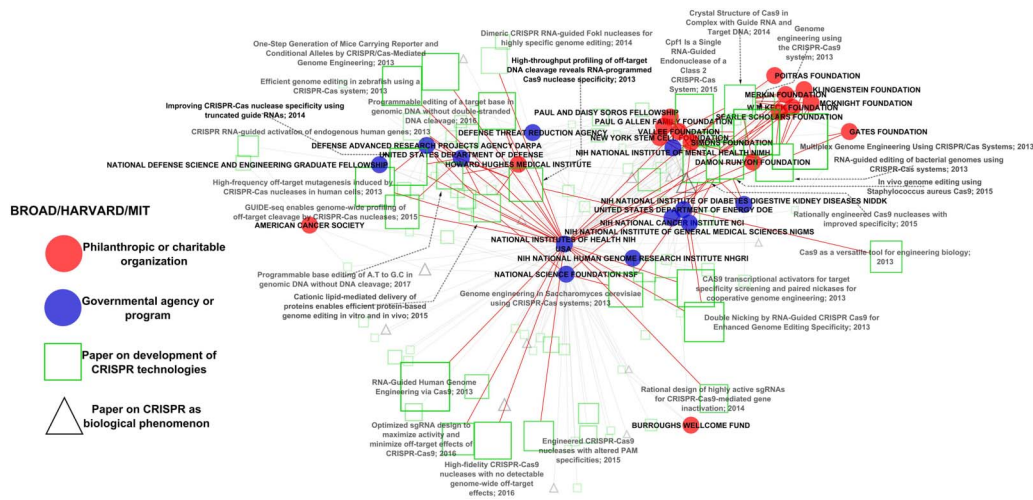 Crystal Structure of Cas9 in
Complex with Guide RNA and
Target DNA; 2014
Genome
engineering using
the CRISPR-Cas9
system; 2013
Dimeric CRISPR RNA-guided FokI nucleases for
highly specific genome editing; 2014
One-Step Generation of Mice Carrying Reporter and
Conditional Alleles by CRISPR/Cas-Mediated
Genome Engineering; 2013
High-throughput profiling of off-target
DNA cleavage reveals RNA-programmed
Cas9 nuclease specificity; 2013
Cpf1 Is a Single
RNA-Guided
Endonuclease of a
Class 2
CRISPR-Cas
System; 2015
POITRAS FOUNDATION
Efficient genome editing in zebrafish using a
CRISPR-Cas system; 2013
MERKIN FOUNDATION
KLINGENSTEIN FOUNDATION
Improving CRISPR-Cas nuclease specificity using
truncated guide RNAs; 2014
Programmable editing of a target base in
genomic DNA without double-stranded
DNA cleavage; 2016
PAUL AND DAISY SOROS FELLOWSHIP
W.M. KECK FOUNDATION
MCKNIGHT FOUNDATION
SEARLE SCHOLARS FOUNDATION
PAUL G ALLEN FAMILY FOUNDATION
CRISPR RNA-guided activation of endogenous human genes; 2013
DEFENSE THREAT REDUCTION AGENCY
VALLEE FOUNDATION
GATES FOUNDATION
NEW YORK STEM CELL FOUNDATION
SIMONS FOUNDATION
DEFENSE ADVANCED RESEARCH PROJECTS AGENCY DARPA
Multiplex Genome Engineering Using CRISPR/Cas Systems; 2013
UNITED STATES DEPARTMENT OF DEFENSE
NIH NATIONAL INSTITUTE OF MENTAL HEALTH NIMH
NATIONAL DEFENSE SCIENCE AND ENGINEERING GRADUATE FELLOWSHIP
HOWARD HUGHES MEDICAL INSTITUTE
DAMON RUNYON FOUNDATION
RNA-guided editing of bacterial genomes using
CRISPR-Cas systems; 2013
High-frequency off-target mutagenesis induced by
CRISPR-Cas nucleases in human cells; 2013
In vivo genome editing using
Staphylococcus aureus Cas9; 2015
NIH NATIONAL INSTITUTE OF DIABETES DIGESTIVE KIDNEY DISEASES NIDDK
GUIDE-seq enables genome-wide profiling of
off-target cleavage by CRISPR-Cas nucleases; 2015
UNITED STATES DEPARTMENT OF ENERGY DOE
Rationally engineered Cas9 nucleases with
improved specificity; 2015
BROAD/HARVARD/MIT
AMERICAN CANCER SOCIETY
NIH NATIONAL CANCER INSTITUTE NCI
NIH NATIONAL INSTITUTE OF GENERAL MEDICAL SCIENCES NIGMS
NATIONAL INSTITUTES OF HEALTH NIH
USA
Philanthropic or charitable
organization
NIH NATIONAL HUMAN GENOME RESEARCH INSTITUTE NHGRI
Cas9 as a versatile tool for engineering biology;
2013
Programmable base editing of A.T to G.C in
genomic DNA without DNA cleavage; 2017
NATIONAL SCIENCE FOUNDATION NSF
CAS9 transcriptional activators for target
specificity screening and paired nickases for
cooperative genome engineering; 2013
Cationic lipid-mediated delivery of
proteins enables efficient protein-based
genome editing in vitro and in vivo; 2015
Genome engineering in Saccharomyces cerevisiae
using CRISPR-Cas systems; 2013
Governmental agency or
program
Double Nicking by RNA-Guided CRISPR Cas9 for
Enhanced Genome Editing Specificity; 2013
Paper on development of
CRISPR technologies
RNA-Guided Human Genome
Engineering via Cas9; 2013
Rational design of highly active sgRNAs
for CRISPR-Cas9-mediated gene
inactivation; 2014
Paper on CRISPR as
biological phenomenon
Optimized sgRNA design to
maximize activity and
minimize off-target effects of
CRISPR-Cas9; 2016
BURROUGHS WELLCOME FUND
Engineered CRISPR-Cas9
nucleases with altered PAM
specificities; 2015
High-fidelity CRISPR-Cas9
nucleases with no detectable
genome-wide off-target
effects; 2016